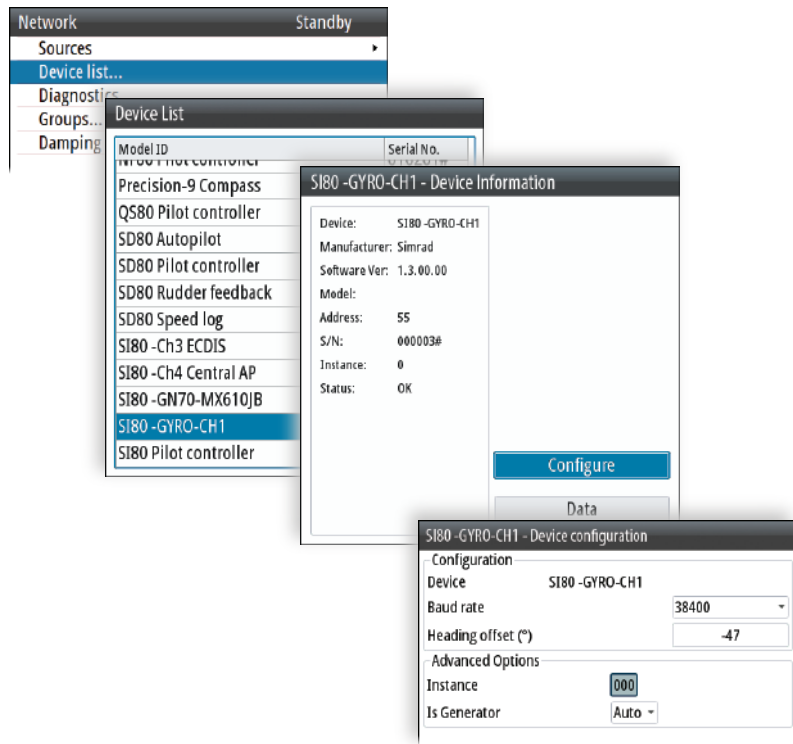 Network Standby
Sources
Device list...
Diagnostics
Groups...
Damping
Device List
Model ID Serial No.
Pilot controller
Precision-9 Compass
QS80 Pilot controller
SD80 Autopilot
SD80 Pilot controller
SD80 Rudder feedback
SD80 Speed log
SI80 -Ch3 ECDIS
SI80 -Ch4 Central AP
SI80 -GN70-MX610JB
SI80 -GYRO-CH1
SI80 Pilot controller
SI80 -GYRO-CH1 - Device Information
Device: SI80 -GYRO-CH1
Manufacturer: Simrad
Software Ver: 1.3.00.00
Model:
Address: 55
S/N: 000003#
Instance: 0
Status: OK
Configure
Data
SI80 -GYRO-CH1 - Device configuration
Configuration
Device SI80 -GYRO-CH1
Baud rate 38400
Heading offset (°) -47
Advanced Options
Instance 000
Is Generator Auto